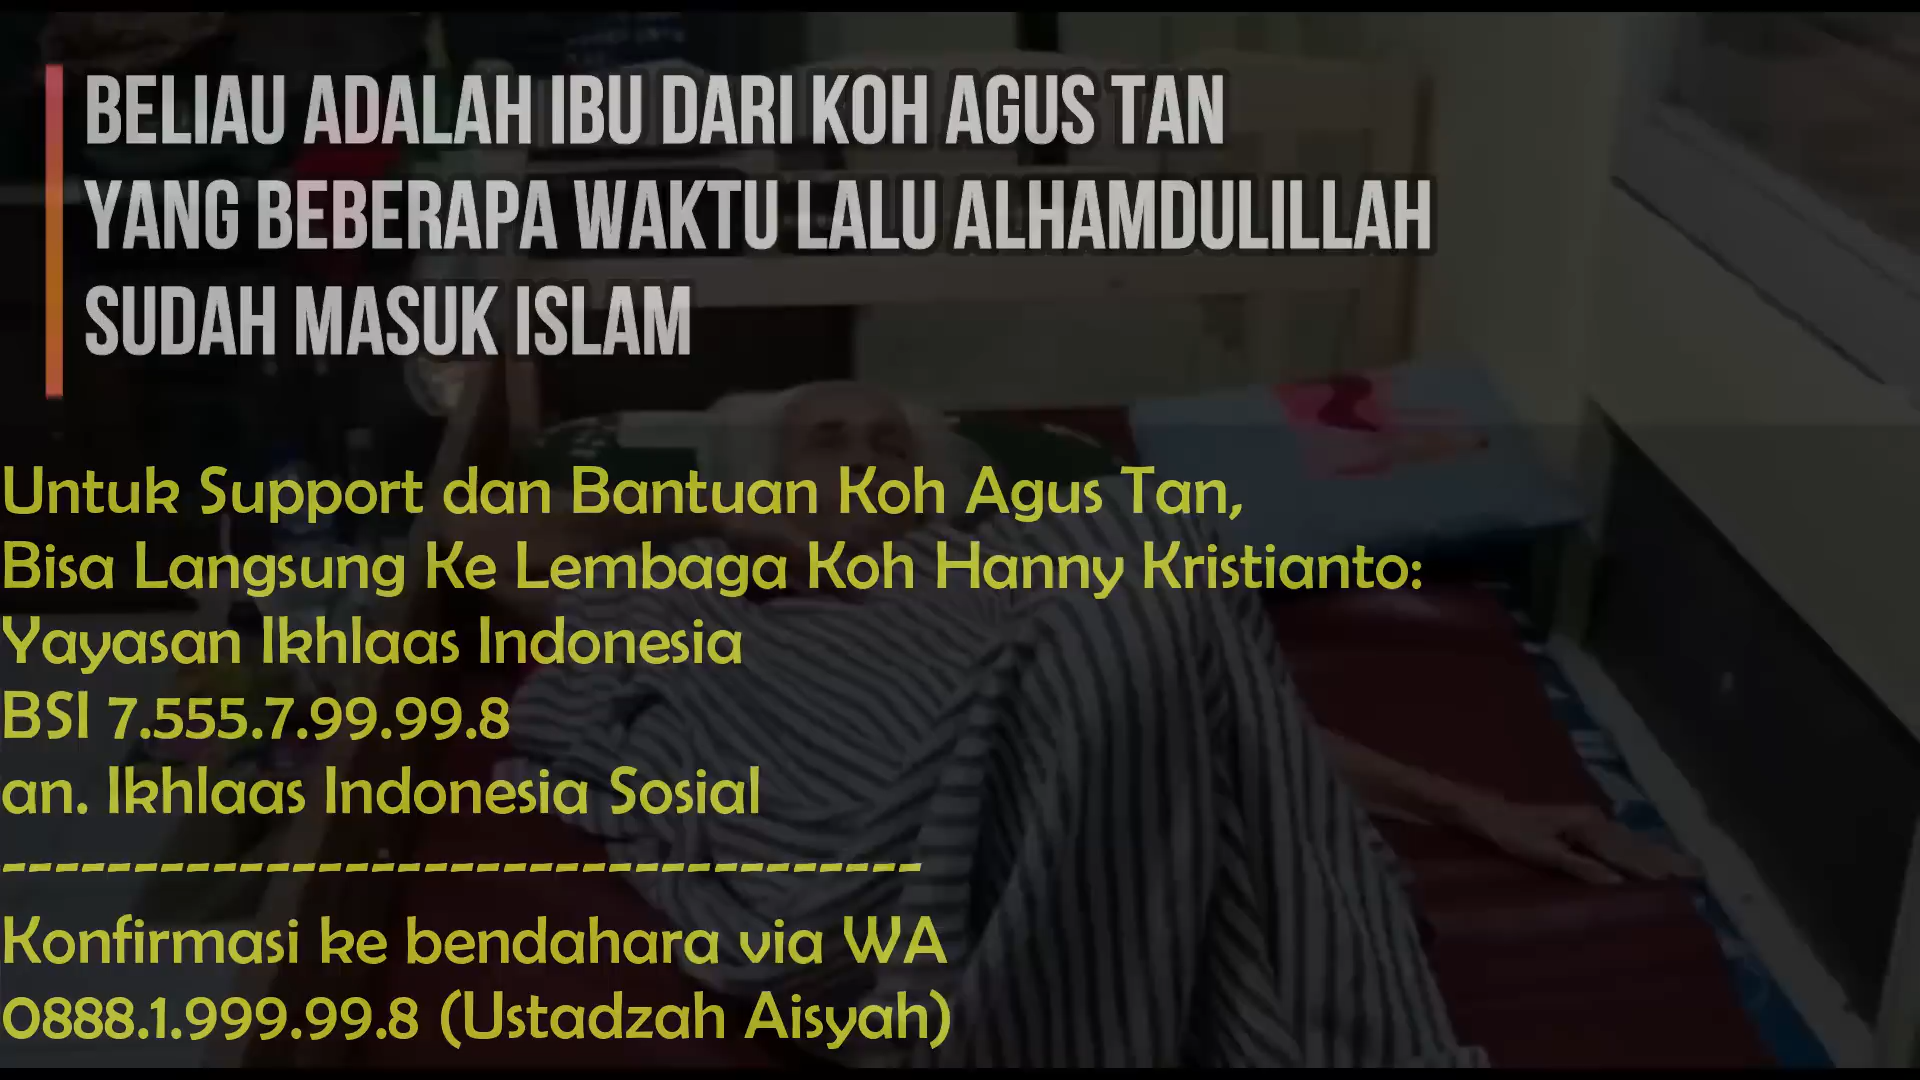 BELIAU ADALAH IBU DARI KOH AGUS TAN
YANG BEBERAPA WAKTU LALU ALHAMDULILLAH
SUDAH MASUK ISLAM
Untuk Support dan Bantuan Koh Agus Tan,
Bisa Langsung Ke Lembaga Koh Hanny Kristianto:
Yayasan Ikhlaas Indonesia
BSI 7.555.7.99.99.8
an. Ikhlaas Indonesia Sosial
-----------------------------------
Konfirmasi ke bendahara via WA
0888.1.999.99.8 (Ustadzah Aisyah)